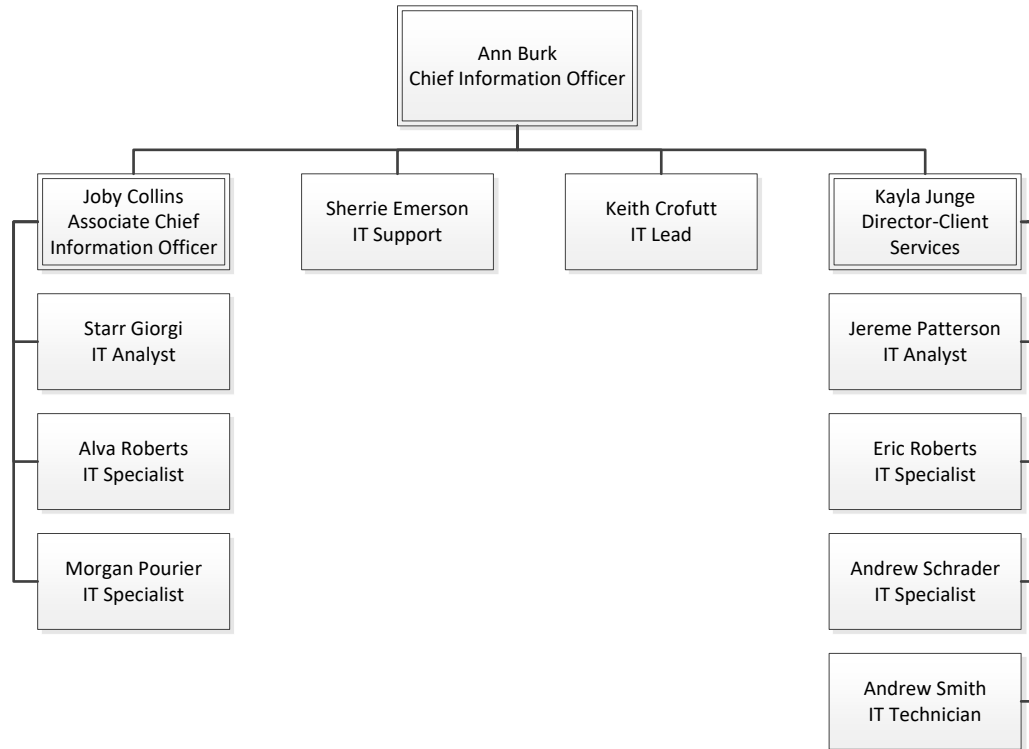 Ann Burk
Chief Information Officer
Joby Collins
Associate Chief
Information Officer
Sherrie Emerson
IT Support
Keith Crofutt
IT Lead
Kayla Junge
Director-Client
Services
Starr Giorgi
IT Analyst
Jereme Patterson
IT Analyst
Alva Roberts
IT Specialist
Eric Roberts
IT Specialist
Morgan Pourier
IT Specialist
Andrew Schrader
IT Specialist
Andrew Smith
IT Technician